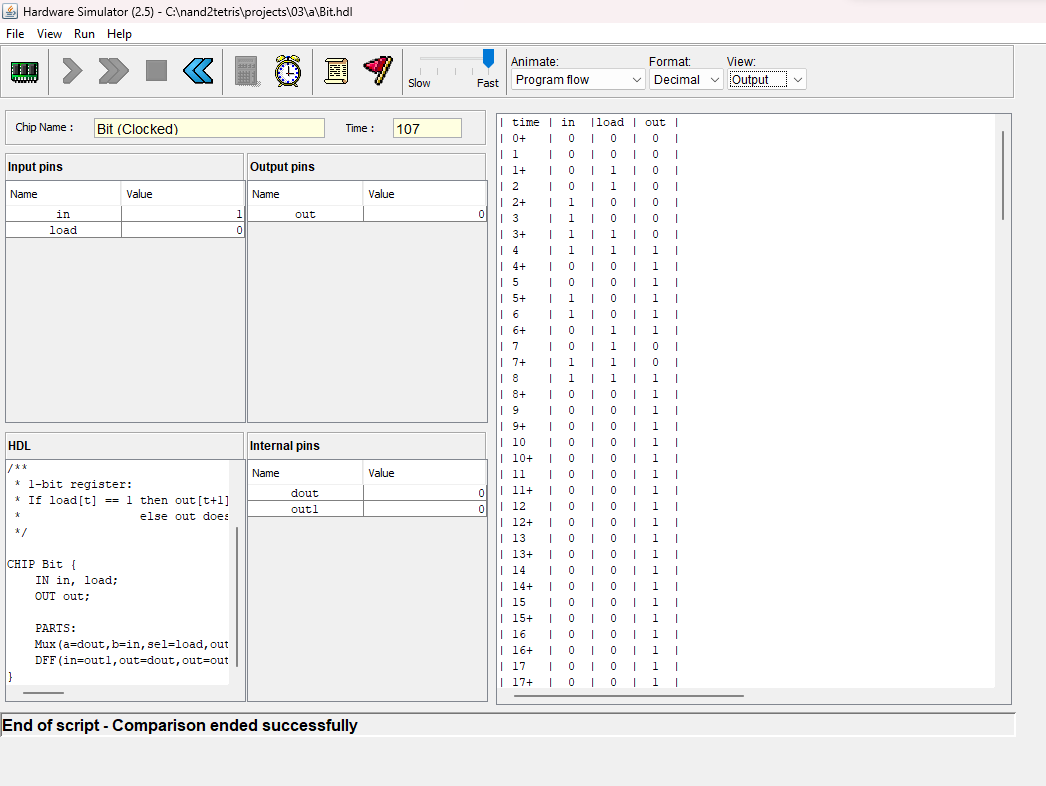 Hardware Simulator (2.5) - C:\nand2tetris\projects\03\a\Bit.hdl
File View Run Help
Slow Fast
Animate: Format: View:
Program flow Decimal Output
Chip Name : Bit (Clocked) Time : 107
Input pins
Name Value
in 1
load 0
Output pins
Name Value
out 0
HDL
/**
* 1-bit register:
* If load[t] == 1 then out[t+1]
* else out does
*/
CHIP Bit {
IN in, load;
OUT out;
PARTS:
Mux(a=dout,b=in,sel=load,out
DFF(in=out1,out=dout,out=out
}
Internal pins
Name Value
dout 0
out1 0
| time | in |load | out |
| 0+ | 0 | 0 | 0 |
| 1 | 0 | 0 | 0 |
| 1+ | 0 | 1 | 0 |
| 2 | 0 | 1 | 0 |
| 2+ | 1 | 0 | 0 |
| 3 | 1 | 0 | 0 |
| 3+ | 1 | 1 | 0 |
| 4 | 1 | 1 | 1 |
| 4+ | 0 | 0 | 1 |
| 5 | 0 | 0 | 1 |
| 5+ | 1 | 0 | 1 |
| 6 | 1 | 0 | 1 |
| 6+ | 0 | 1 | 1 |
| 7 | 0 | 1 | 0 |
| 7+ | 1 | 1 | 0 |
| 8 | 1 | 1 | 1 |
| 8+ | 0 | 0 | 1 |
| 9 | 0 | 0 | 1 |
| 9+ | 0 | 0 | 1 |
| 10 | 0 | 0 | 1 |
| 10+ | 0 | 0 | 1 |
| 11 | 0 | 0 | 1 |
| 11+ | 0 | 0 | 1 |
| 12 | 0 | 0 | 1 |
| 12+ | 0 | 0 | 1 |
| 13 | 0 | 0 | 1 |
| 13+ | 0 | 0 | 1 |
| 14 | 0 | 0 | 1 |
| 14+ | 0 | 0 | 1 |
| 15 | 0 | 0 | 1 |
| 15+ | 0 | 0 | 1 |
| 16 | 0 | 0 | 1 |
| 16+ | 0 | 0 | 1 |
| 17 | 0 | 0 | 1 |
| 17+ | 0 | 0 | 1 |
End of script - Comparison ended successfully